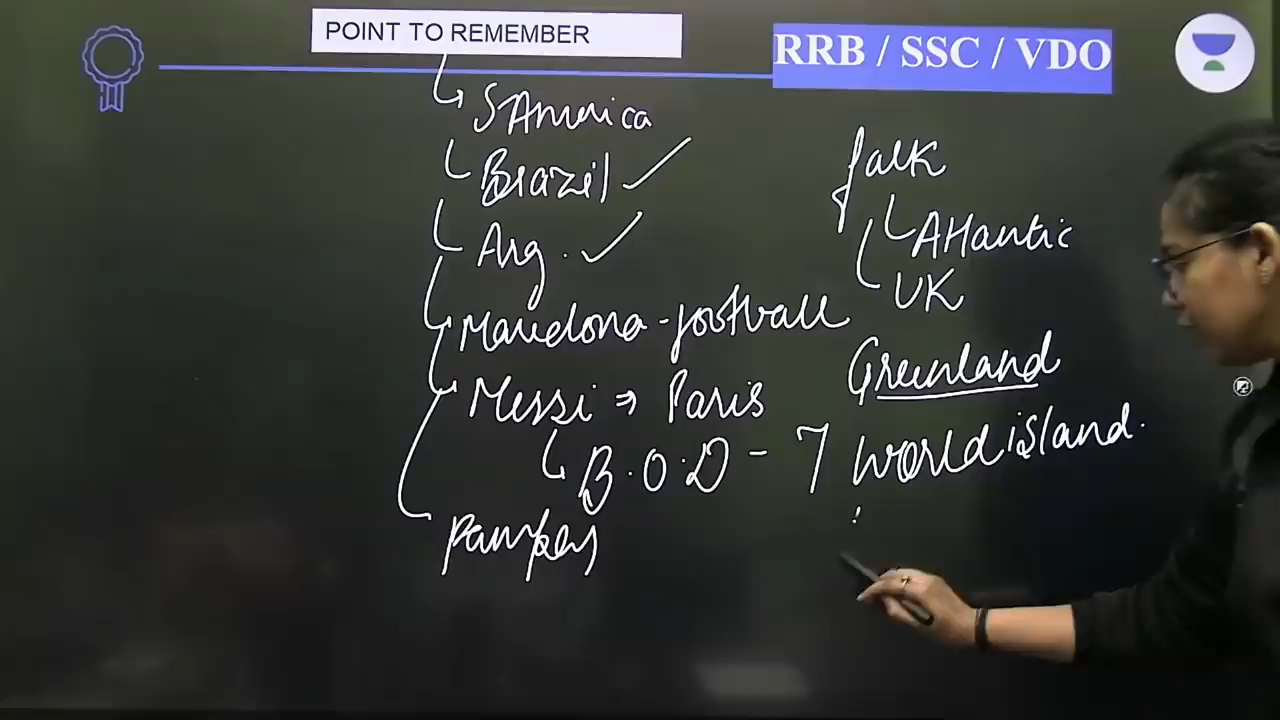 POINT TO REMEMBER
RRB / SSC / VDO
S America
Brazil
Arg.
Maredona - football
Messi ⇒ Paris
B.O.D - 7
Pampas
falk
Atlantic
UK
Greenland
World island.